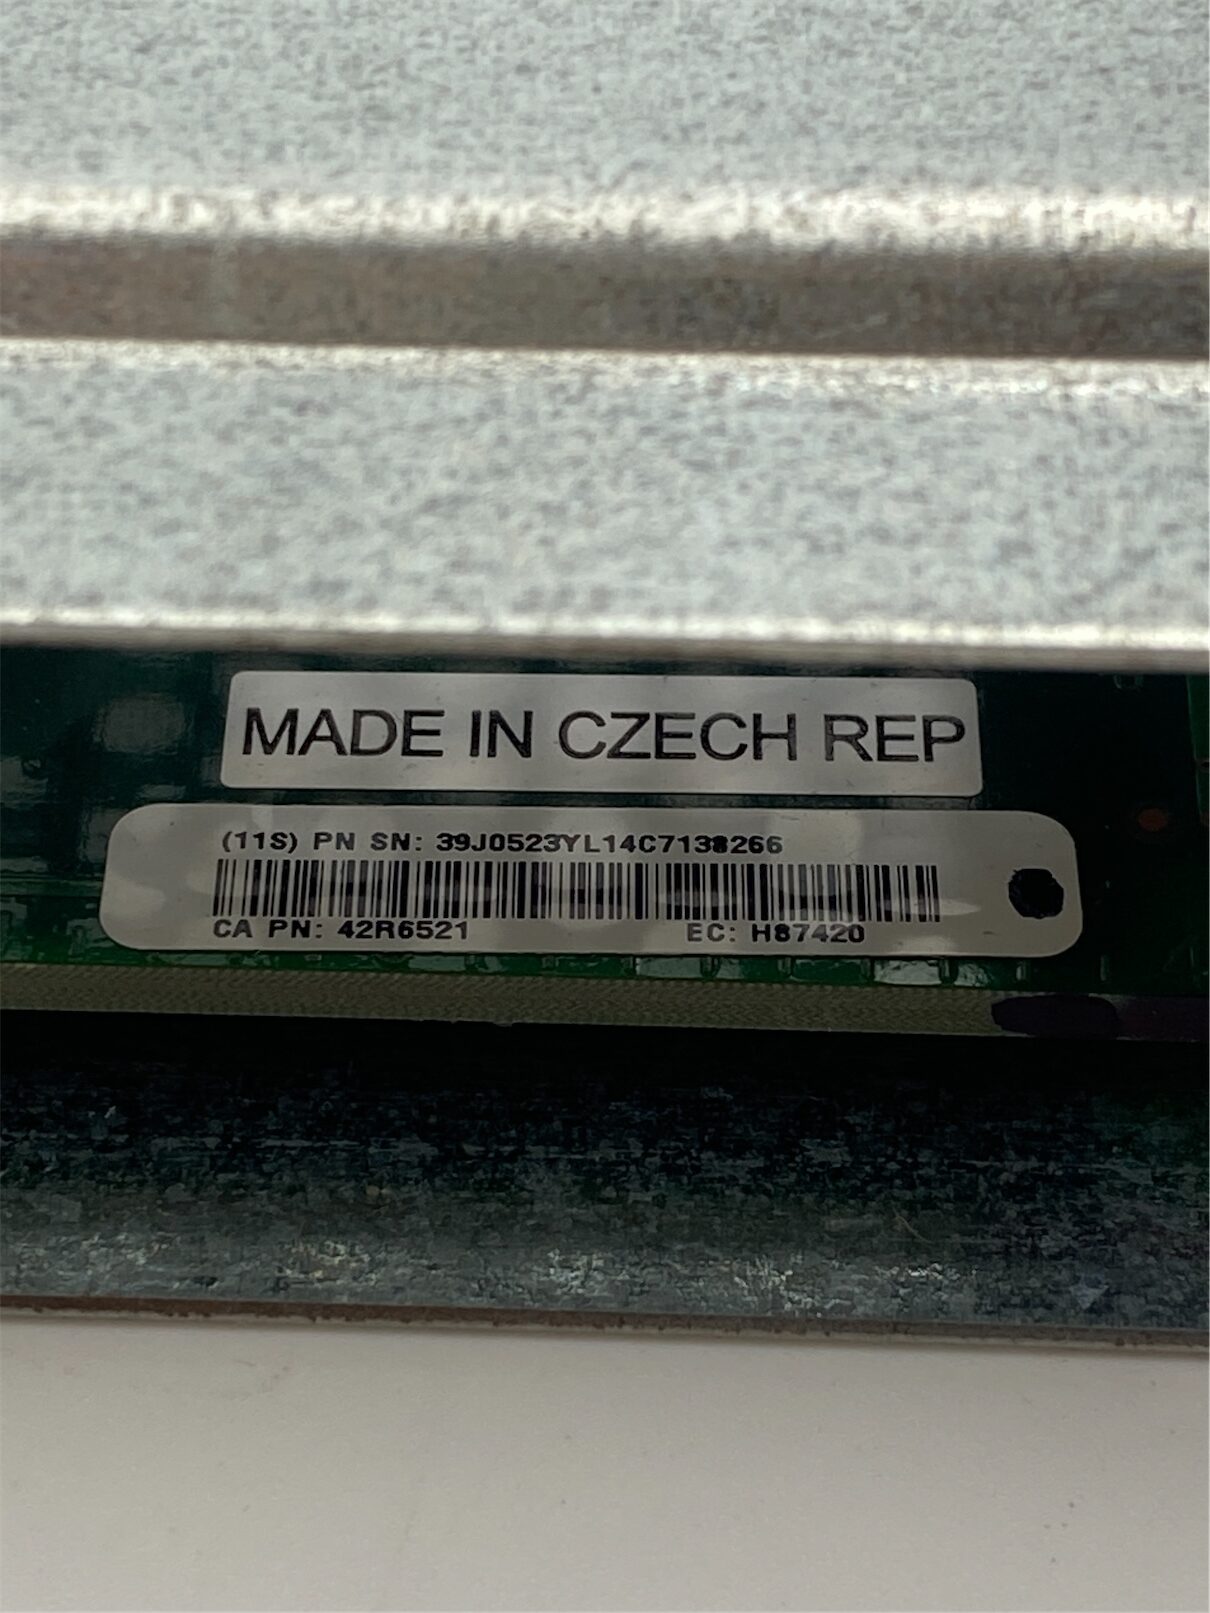 MADE IN CZECH REP
(11S) PN SN: 39J0523YL14C7138266
CA PN: 42R6521 EC: H87420